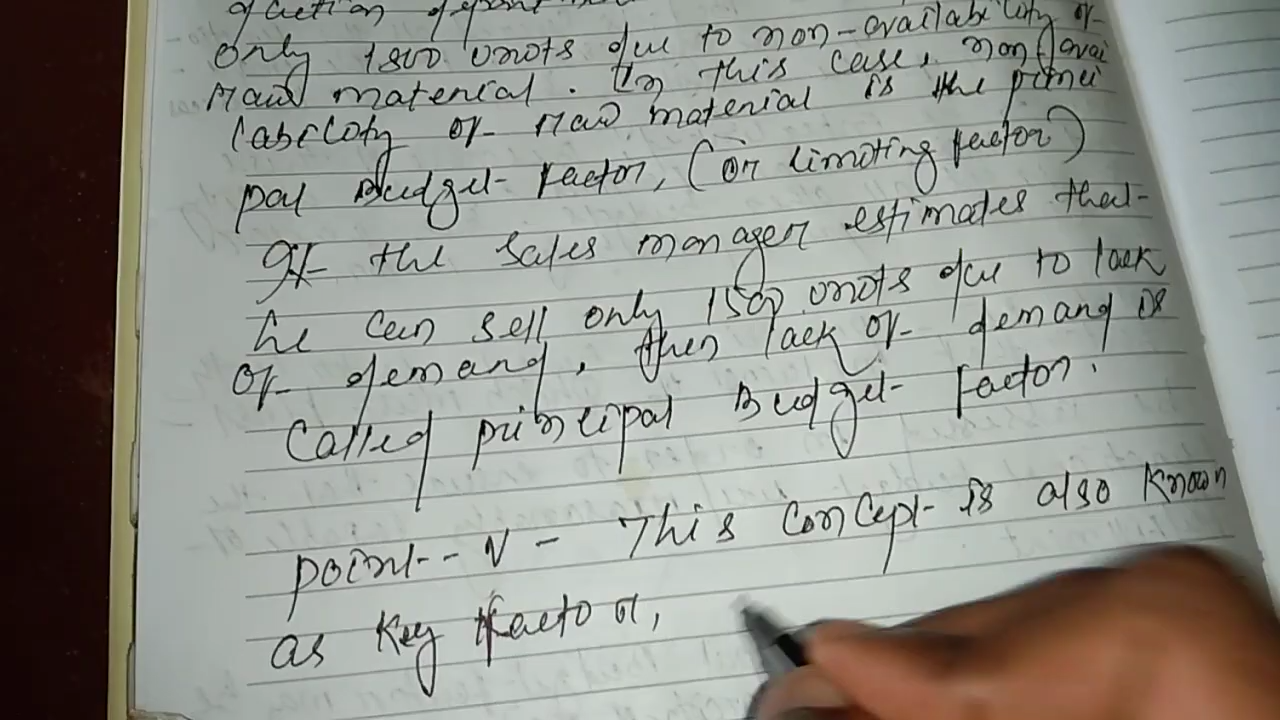 only 1800 units due to non-availability of
raw material. In this case, non avai
lability of raw material is the princi
pal Budget factor, (or limiting factor)
If the sales manager estimates that
he can sell only 1500 units due to lack
of demand, then lack of demand is
called principal Budget Factor.
point-- V - This concept is also known
as key factor,